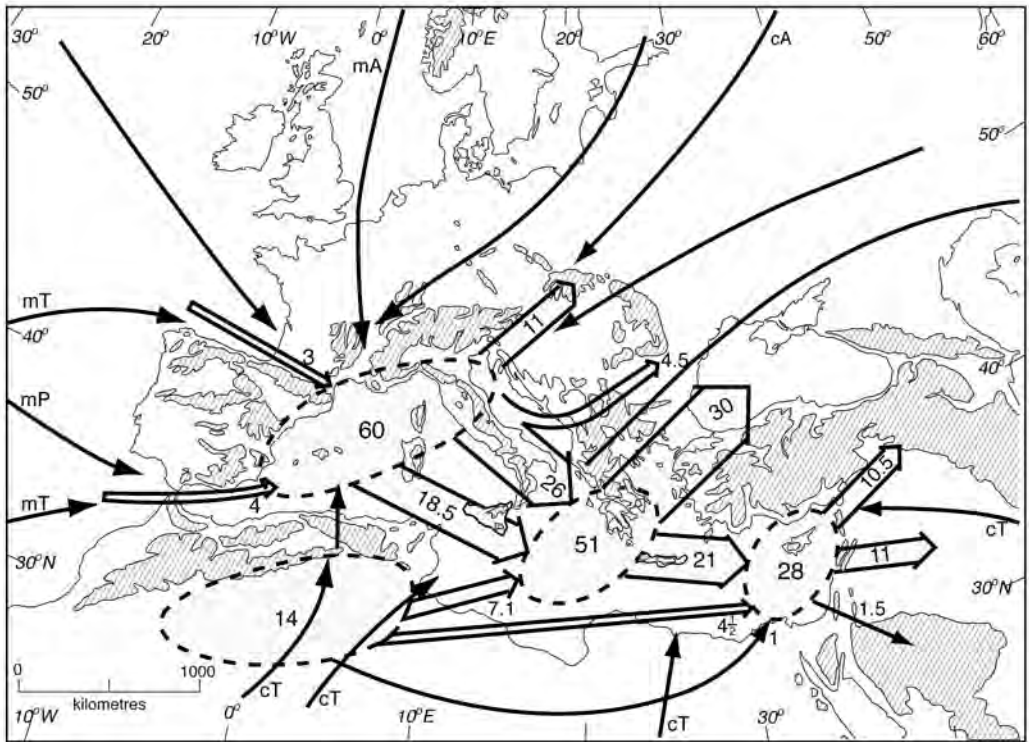 30° 20° 10°W 0° 10°E 20° 30° cA 50° 60°
mA
50° 50°
mT
40° 3 11 4.5 40°
mP 60 30
mT 4 18.5 26 10.5
51 cT
30°N 21 28 11 30°N
14 7.1 4½ 1 1.5
0 1000
kilometres
cT cT cT
10°W 0° 10°E 30°